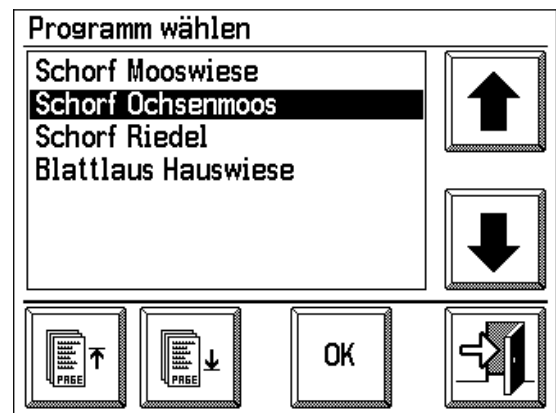 Programm wählen
Schorf Mooswiese
Schorf Ochsenmoos
Schorf Riedel
Blattlaus Hauswiese
PAGE
PAGE
OK